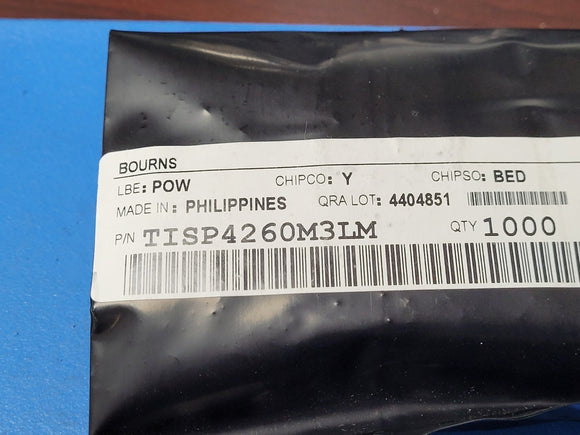 BOURNS
LBE: POW CHIPCO: Y CHIPSO: BED
MADE IN: PHILIPPINES QRA LOT: 4404851
P/N TISP4260M3LM QTY 1000